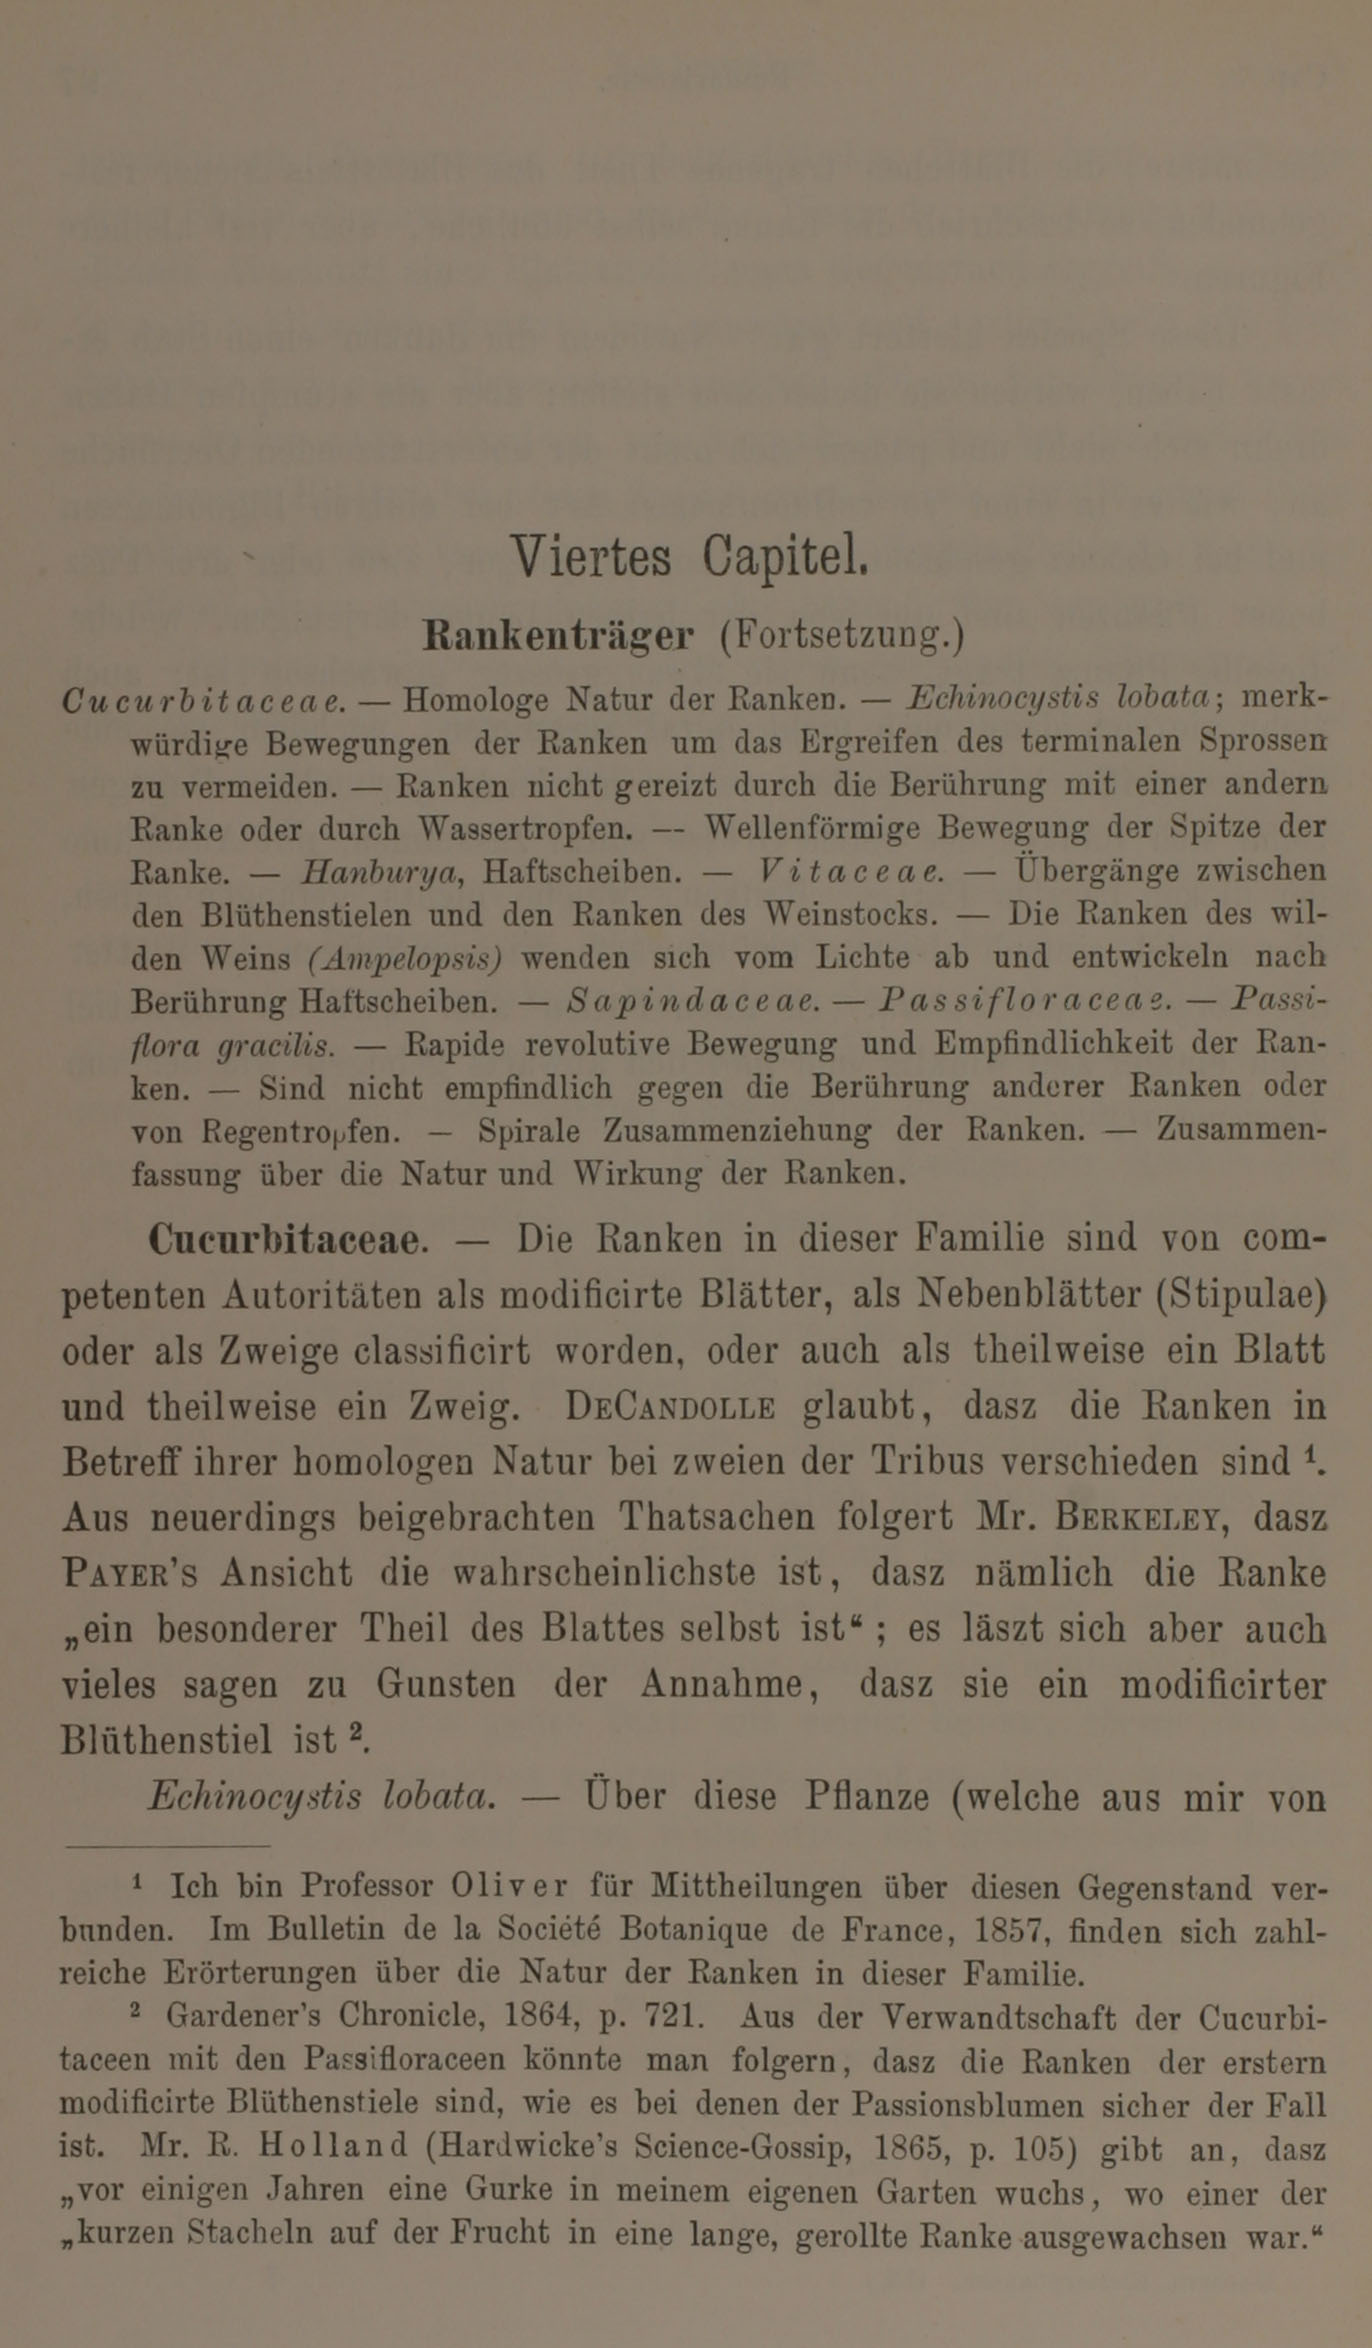 Viertes Capitel.
Rankenträger (Fortsetzung.)
Cucurbitaceae. — Homologe Natur der Ranken. — Echinocystis lobata; merk-
würdige Bewegungen der Ranken um das Ergreifen des terminalen Sprossen
zu vermeiden. — Ranken nicht gereizt durch die Berührung mit einer andern
Ranke oder durch Wassertropfen. — Wellenförmige Bewegung der Spitze der
Ranke. — Hanburya, Haftscheiben. — Vitaceae. — Übergänge zwischen
den Blüthenstielen und den Ranken des Weinstocks. — Die Ranken des wil-
den Weins (Ampelopsis) wenden sich vom Lichte ab und entwickeln nach
Berührung Haftscheiben. — Sapindaceae. — Passifloraceae. — Passi-
flora gracilis. — Rapide revolutive Bewegung und Empfindlichkeit der Ran-
ken. — Sind nicht empfindlich gegen die Berührung anderer Ranken oder
von Regentropfen. — Spirale Zusammenziehung der Ranken. — Zusammen-
fassung über die Natur und Wirkung der Ranken.
Cucurbitaceae. — Die Ranken in dieser Familie sind von com-
petenten Autoritäten als modificirte Blätter, als Nebenblätter (Stipulae)
oder als Zweige classificirt worden, oder auch als theilweise ein Blatt
und theilweise ein Zweig. DeCandolle glaubt, dasz die Ranken in
Betreff ihrer homologen Natur bei zweien der Tribus verschieden sind ¹.
Aus neuerdings beigebrachten Thatsachen folgert Mr. Berkeley, dasz
Payer's Ansicht die wahrscheinlichste ist, dasz nämlich die Ranke
„ein besonderer Theil des Blattes selbst ist“; es läszt sich aber auch
vieles sagen zu Gunsten der Annahme, dasz sie ein modificirter
Blüthenstiel ist ².
Echinocystis lobata. — Über diese Pflanze (welche aus mir von
¹ Ich bin Professor Oliver für Mittheilungen über diesen Gegenstand ver-
bunden. Im Bulletin de la Société Botanique de France, 1857, finden sich zahl-
reiche Erörterungen über die Natur der Ranken in dieser Familie.
² Gardener's Chronicle, 1864, p. 721. Aus der Verwandtschaft der Cucurbi-
taceen mit den Passifloraceen könnte man folgern, dasz die Ranken der erstern
modificirte Blüthenstiele sind, wie es bei denen der Passionsblumen sicher der Fall
ist. Mr. R. Holland (Hardwicke's Science-Gossip, 1865, p. 105) gibt an, dasz
„vor einigen Jahren eine Gurke in meinem eigenen Garten wuchs, wo einer der
„kurzen Stacheln auf der Frucht in eine lange, gerollte Ranke ausgewachsen war.“